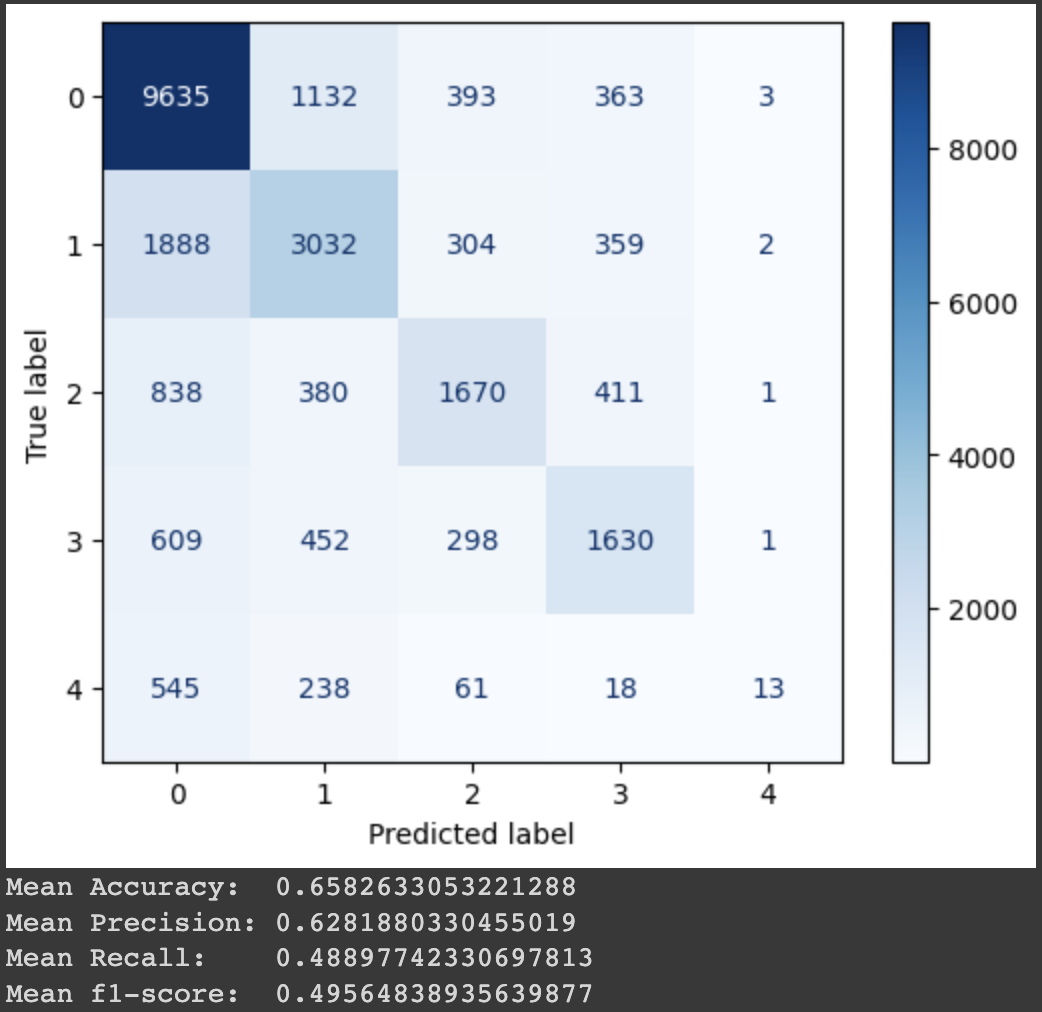 0 9635 1132 393 363 3
8000
1 1888 3032 304 359 2
6000
True label
2 838 380 1670 411 1
4000
3 609 452 298 1630 1
2000
4 545 238 61 18 13
0 1 2 3 4
Predicted label
Mean Accuracy: 0.6582633053221288
Mean Precision: 0.6281880330455019
Mean Recall: 0.48897742330697813
Mean f1-score: 0.49564838935639877